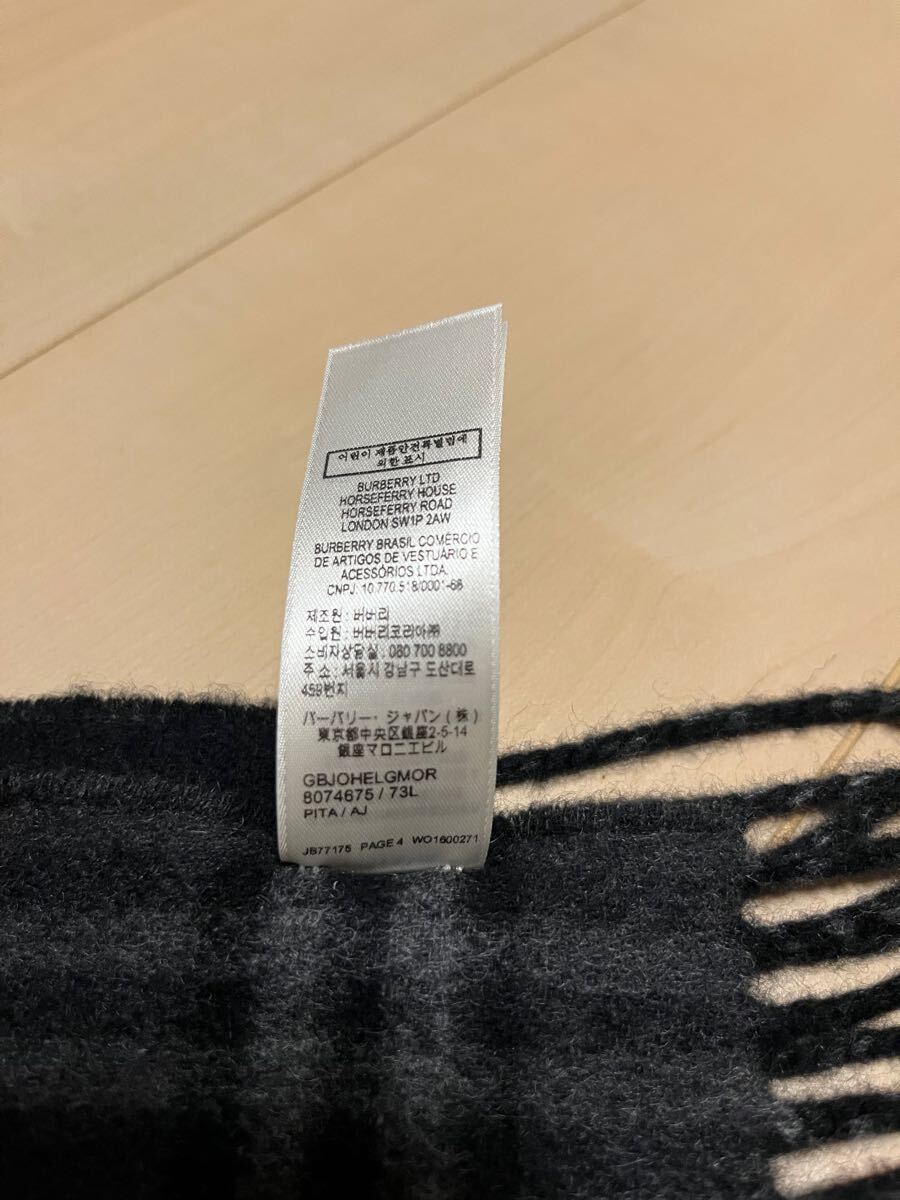 어린이 제품안전특별법에
의한 표시
BURBERRY LTD
HORSEFERRY HOUSE
HORSEFERRY ROAD
LONDON SW1P 2AW
BURBERRY BRASIL COMÉRCIO
DE ARTIGOS DE VESTUÁRIO E
ACESSÓRIOS LTDA.
CNPJ: 10.770.518/0001-66
제조원 : 버버리
수입원 : 버버리코리아㈜
소비자상담실 : 080 700 8800
주 소 : 서울시 강남구 도산대로
459번지
バーバリー・ジャパン(株)
東京都中央区銀座2-5-14
銀座マロニエビル
GBJOHELGMOR
8074675 / 73L
PITA / AJ
JB77175 PAGE 4 WO1600271